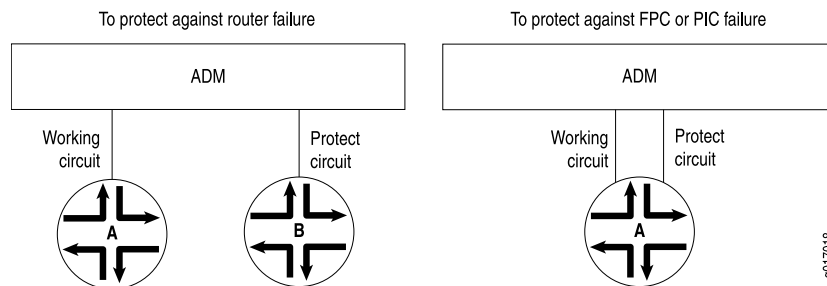 To protect against router failure
ADM
Working
circuit
Protect
circuit
A
B
To protect against FPC or PIC failure
ADM
Working
circuit
Protect
circuit
A
g017018